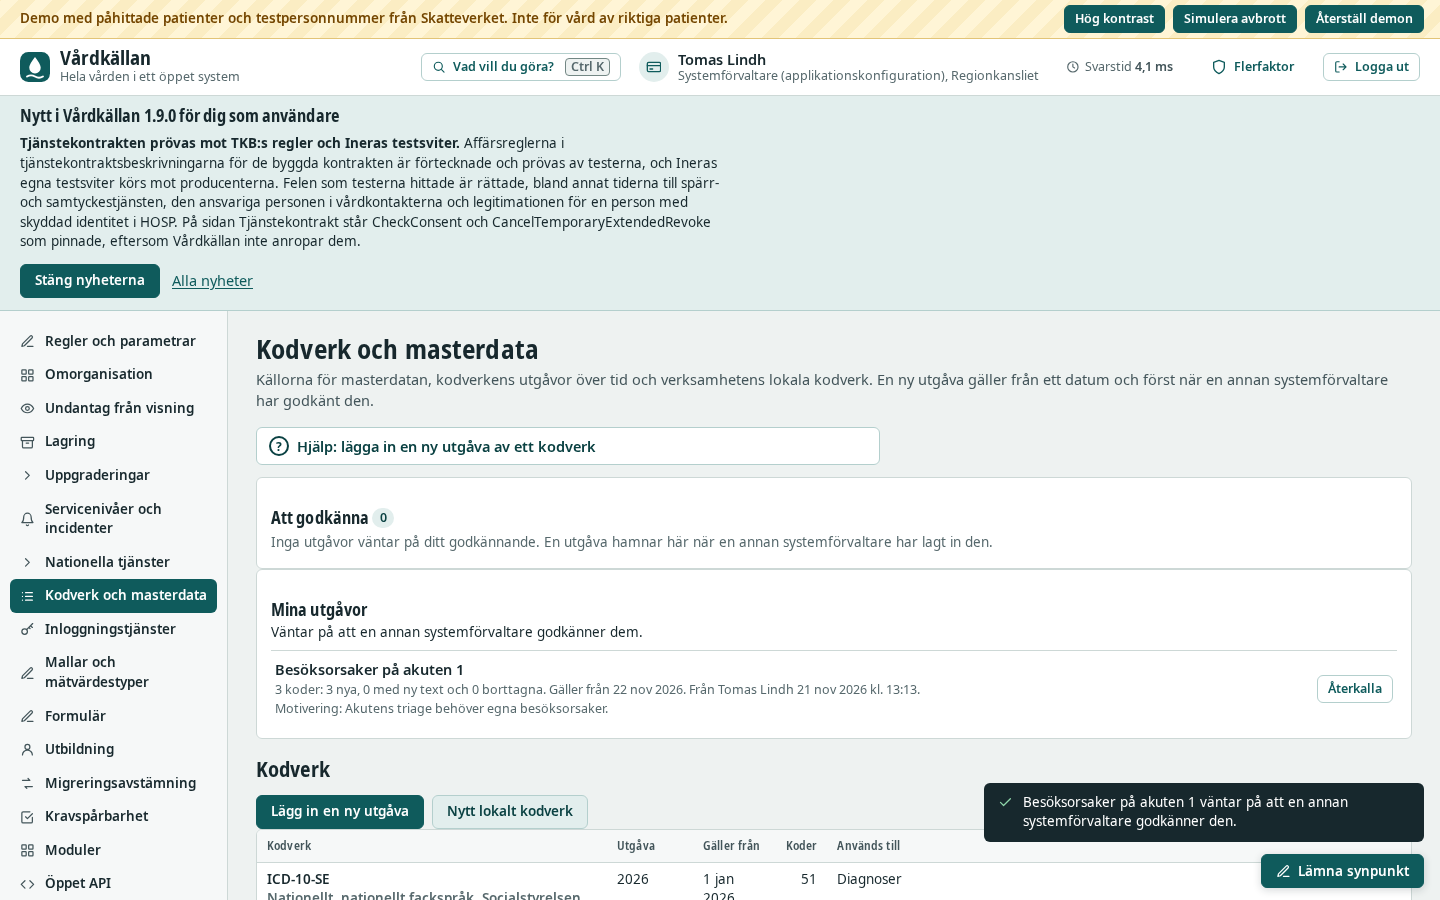 Demo med påhittade patienter och testpersonnummer från Skatteverket. Inte för vård av riktiga patienter.
Hög kontrast
Simulera avbrott
Återställ demon
Vårdkällan
Hela vården i ett öppet system
Vad vill du göra?
Ctrl K
Tomas Lindh
Systemförvaltare (applikationskonfiguration), Regionkansliet
Svarstid 4,1 ms
Flerfaktor
Logga ut
Nytt i Vårdkällan 1.9.0 för dig som användare
Tjänstekontrakten prövas mot TKB:s regler och Ineras testsviter. Affärsreglerna i
tjänstekontraktsbeskrivningarna för de byggda kontrakten är förtecknade och prövas av testerna, och Ineras
egna testsviter körs mot producenterna. Felen som testerna hittade är rättade, bland annat tiderna till spärr-
och samtyckestjänsten, den ansvariga personen i vårdkontakterna och legitimationen för en person med
skyddad identitet i HOSP. På sidan Tjänstekontrakt står CheckConsent och CancelTemporaryExtendedRevoke
som pinnade, eftersom Vårdkällan inte anropar dem.
Stäng nyheterna
Alla nyheter
Regler och parametrar
Omorganisation
Undantag från visning
Lagring
Uppgraderingar
Servicenivåer och
incidenter
Nationella tjänster
Kodverk och masterdata
Inloggningstjänster
Mallar och
mätvärdestyper
Formulär
Utbildning
Migreringsavstämning
Kravspårbarhet
Moduler
Öppet API
Kodverk och masterdata
Källorna för masterdatan, kodverkens utgåvor över tid och verksamhetens lokala kodverk. En ny utgåva gäller från ett datum och först när en annan systemförvaltare
har godkänt den.
Hjälp: lägga in en ny utgåva av ett kodverk
Att godkänna 0
Inga utgåvor väntar på ditt godkännande. En utgåva hamnar här när en annan systemförvaltare har lagt in den.
Mina utgåvor
Väntar på att en annan systemförvaltare godkänner dem.
Besöksorsaker på akuten 1
3 koder: 3 nya, 0 med ny text och 0 borttagna. Gäller från 22 nov 2026. Från Tomas Lindh 21 nov 2026 kl. 13:13.
Motivering: Akutens triage behöver egna besöksorsaker.
Återkalla
Kodverk
Lägg in en ny utgåva
Nytt lokalt kodverk
Kodverk
Utgåva
Gäller från
Koder
Används till
ICD-10-SE
2026
1 jan
2026
51
Diagnoser
Nationellt, nationellt fackspråk, Socialstyrelsen
Besöksorsaker på akuten 1 väntar på att en annan
systemförvaltare godkänner den.
Lämna synpunkt